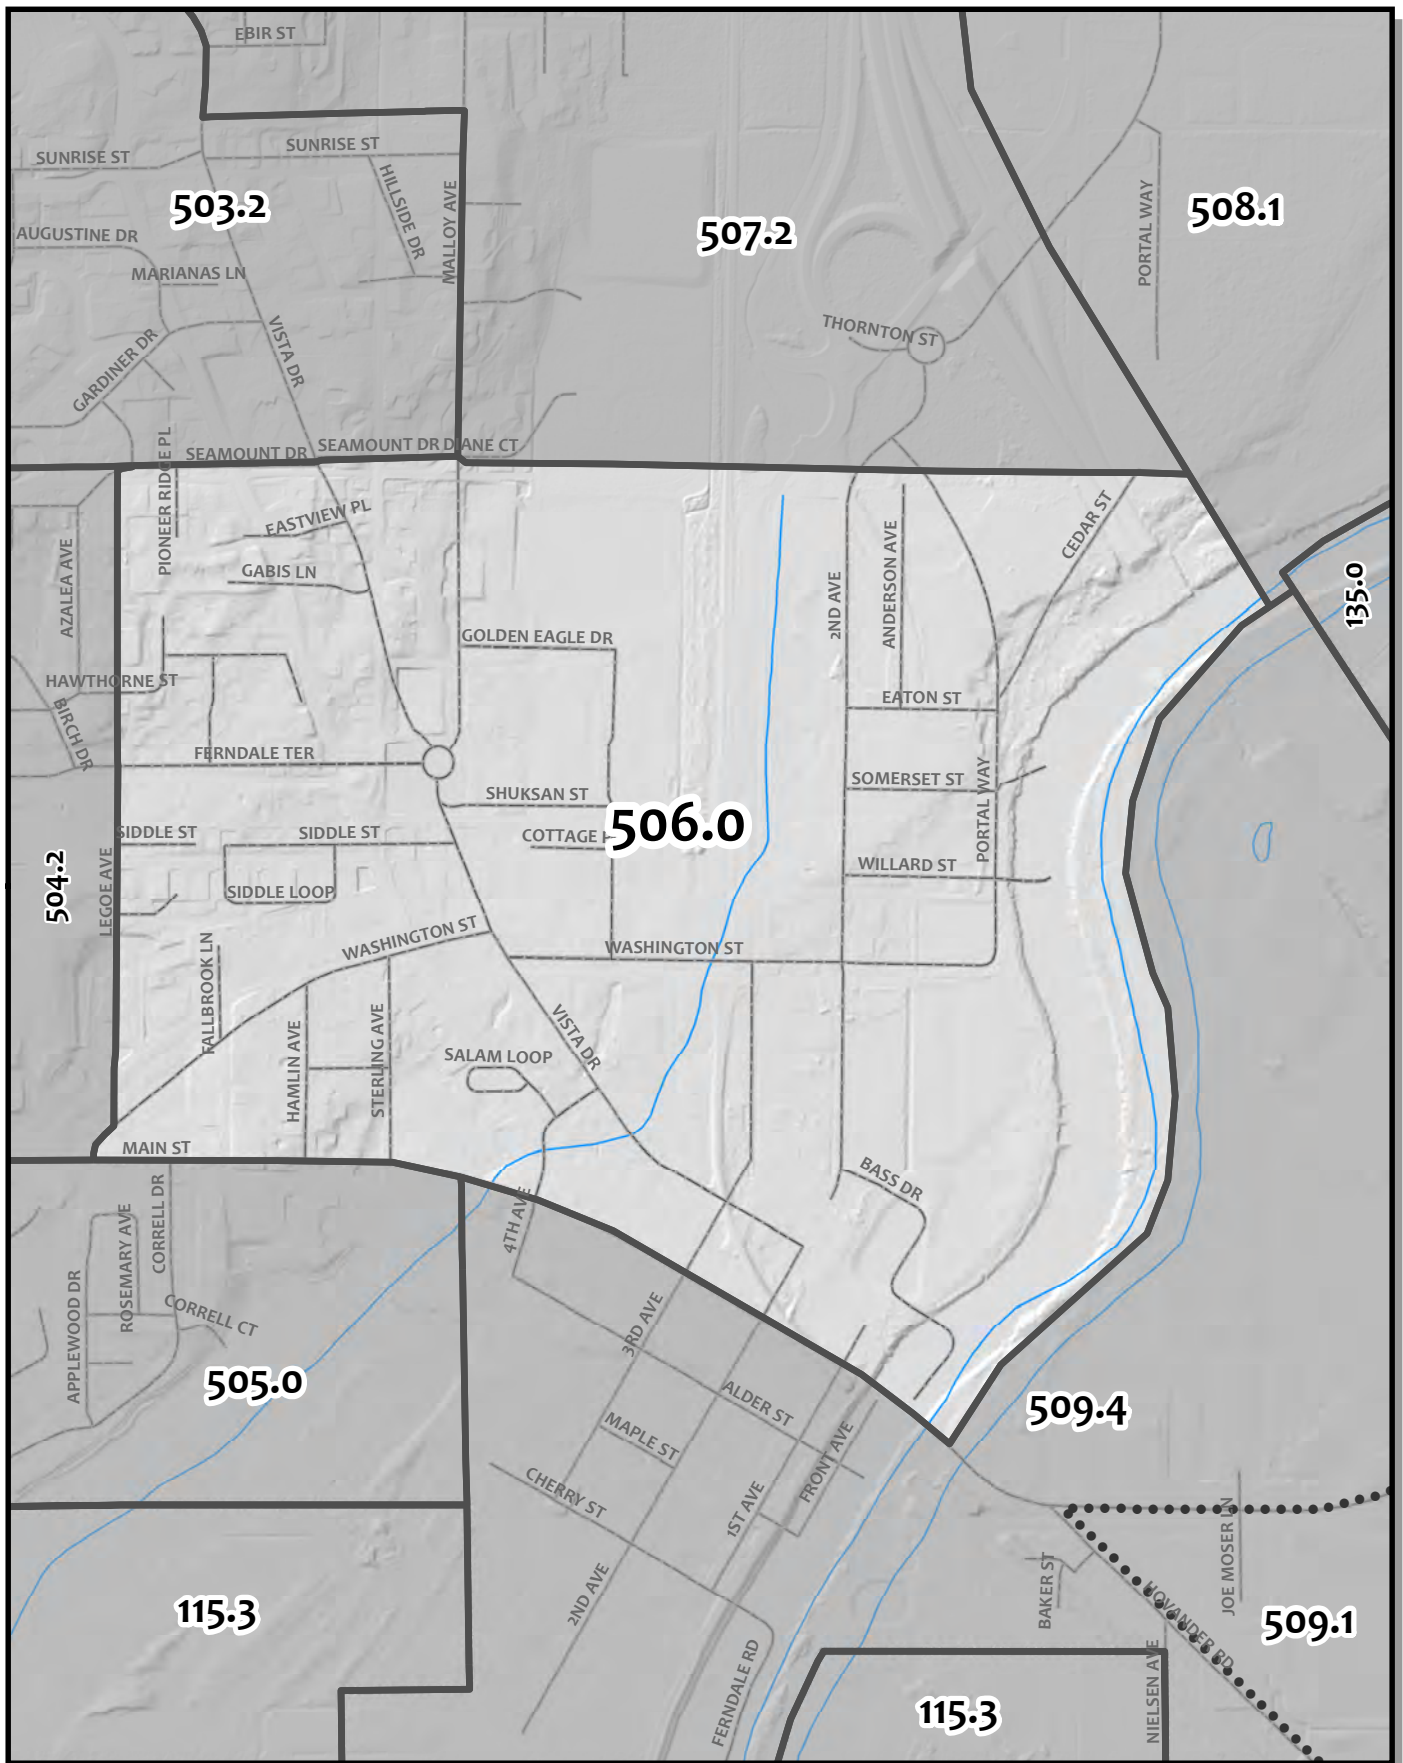 EBIR ST
SUNRISE ST
SUNRISE ST
HILLSIDE DR
MALLOY AVE
503.2
507.2
508.1
PORTAL WAY
AUGUSTINE DR
MARIANAS LN
VISTA DR
GARDINER DR
THORNTON ST
PIONEER RIDGE PL
SEAMOUNT DR
SEAMOUNT DR
DIANE CT
EASTVIEW PL
GABIS LN
AZALEA AVE
CEDAR ST
ANDERSON AVE
2ND AVE
135.0
GOLDEN EAGLE DR
HAWTHORNE ST
BIRCH DR
EATON ST
FERNDALE TER
SHUKSAN ST
SOMERSET ST
PORTAL WAY
506.0
COTTAGE
SIDDLE ST
SIDDLE ST
WILLARD ST
504.2
LEGOE AVE
SIDDLE LOOP
WASHINGTON ST
WASHINGTON ST
FALLBROOK LN
HAMLIN AVE
STERLING AVE
SALAM LOOP
VISTA DR
MAIN ST
BASS DR
4TH AVE
CORRELL DR
ROSEMARY AVE
APPLEWOOD DR
CORRELL CT
3RD AVE
505.0
ALDER ST
509.4
MAPLE ST
FRONT AVE
CHERRY ST
1ST AVE
2ND AVE
JOE MOSER LN
BAKER ST
HOVANDER RD
115.3
509.1
FERNDALE RD
NIELSEN AVE
115.3